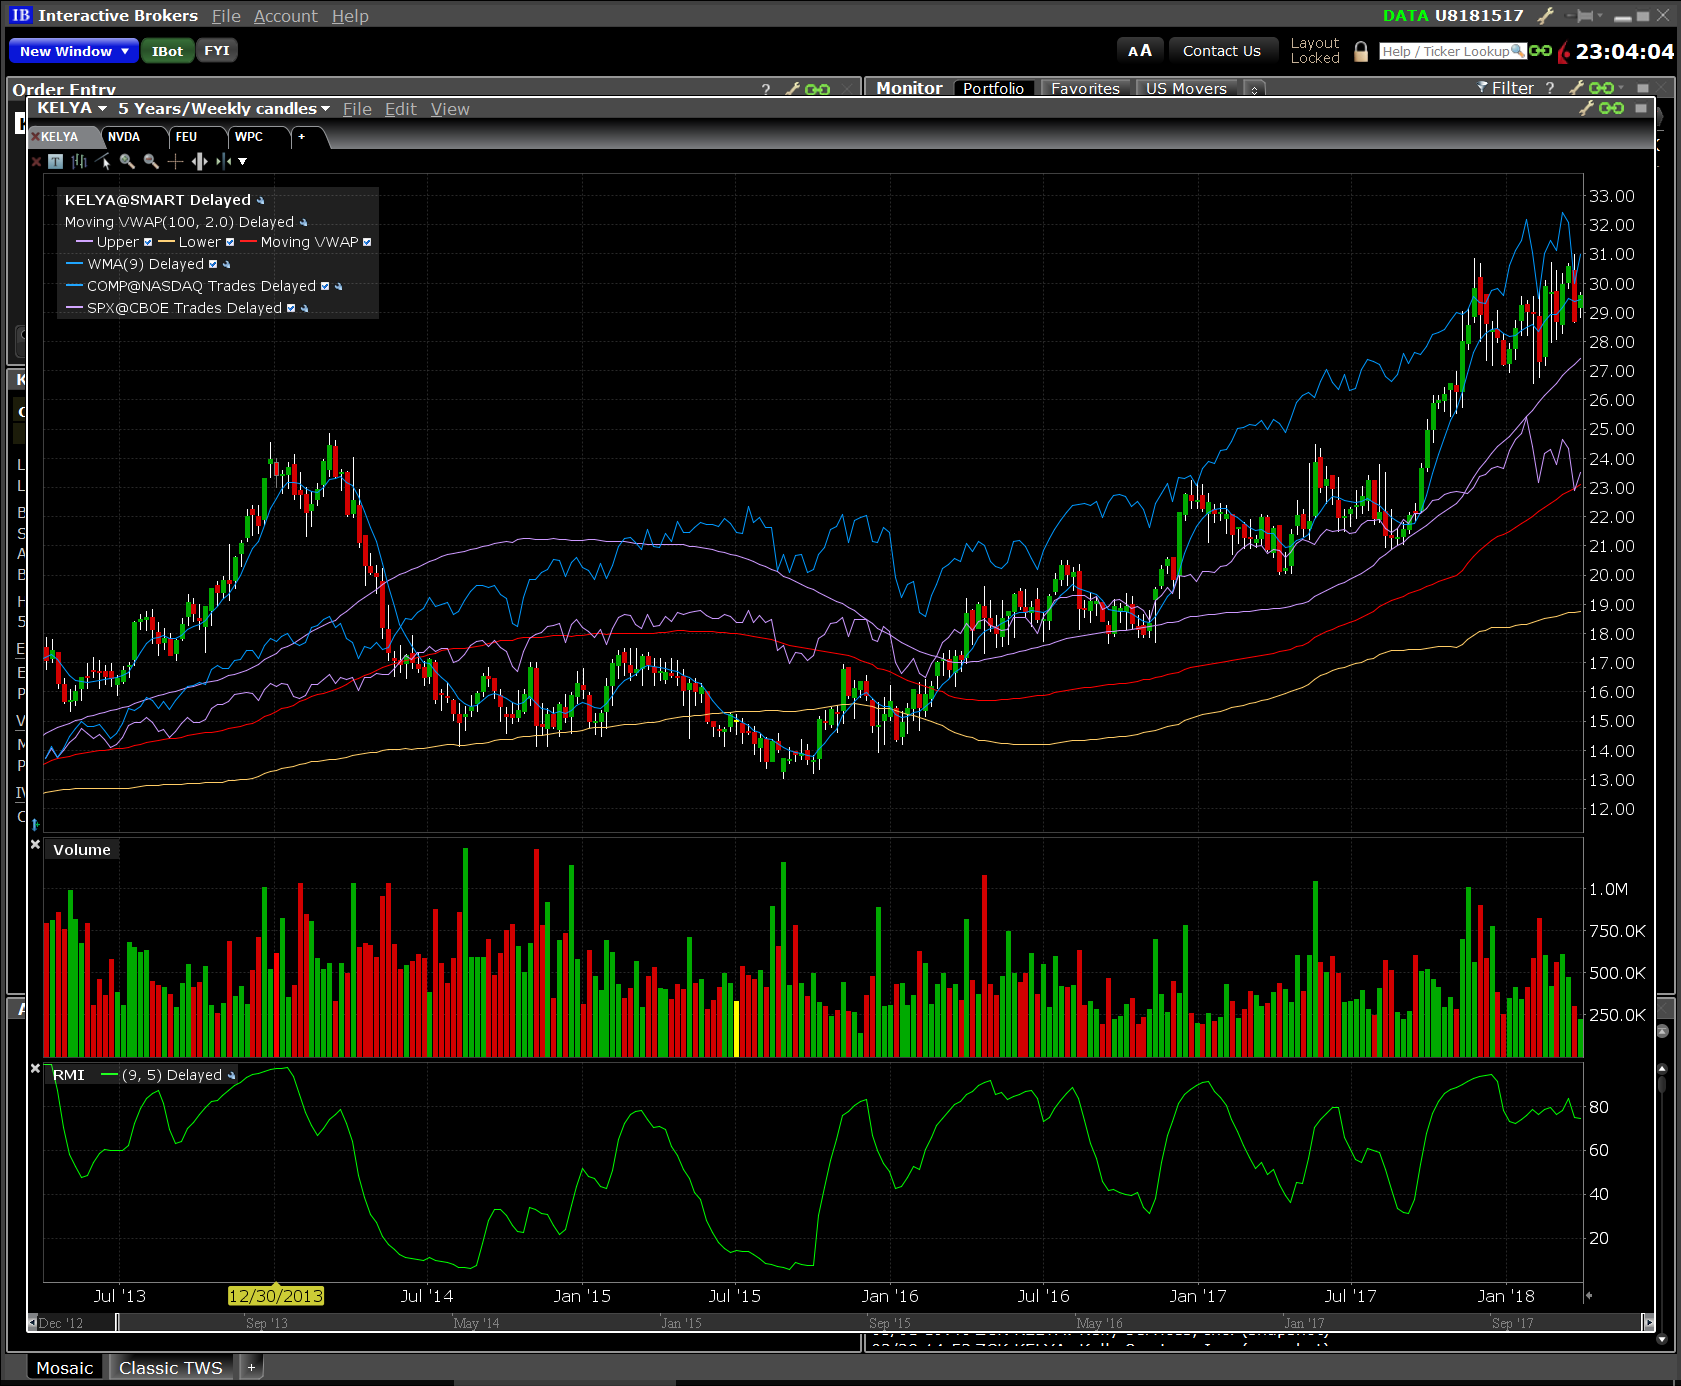 IB Interactive Brokers File Account Help
DATA U8181517
New Window IBot FYI
AA Contact Us Layout Locked Help / Ticker Lookup 23:04:04
Order Entry ?
Monitor Portfolio Favorites US Movers Filter ?
KELYA 5 Years/Weekly candles File Edit View
KELYA NVDA FEU WPC +
T
KELYA@SMART Delayed
Moving VWAP(100, 2.0) Delayed
Upper Lower Moving VWAP
WMA(9) Delayed
COMP@NASDAQ Trades Delayed
SPX@CBOE Trades Delayed
33.00
32.00
31.00
30.00
29.00
28.00
27.00
26.00
25.00
24.00
23.00
22.00
21.00
20.00
19.00
18.00
17.00
16.00
15.00
14.00
13.00
12.00
K
L
L
B
S
A
B
H
5
E
E
P
V
M
P
IV
Volume
1.0M
750.0K
500.0K
250.0K
A
RMI (9, 5) Delayed
80
60
40
20
Jul '13 12/30/2013 Jul '14 Jan '15 Jul '15 Jan '16 Jul '16 Jan '17 Jul '17 Jan '18
Dec '12 Sep '13 May '14 Jan '15 Sep '15 May '16 Jan '17 Sep '17
Mosaic Classic TWS +